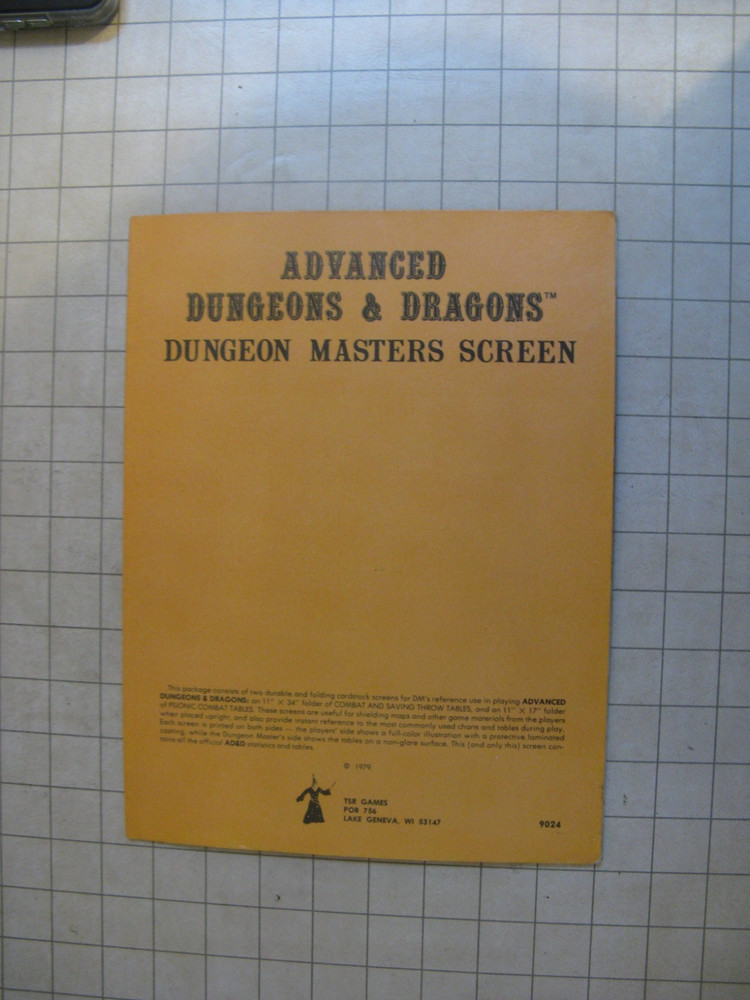 ADVANCED
DUNGEONS & DRAGONS™
DUNGEON MASTERS SCREEN
This package consists of two durable and folding cardstock screens for DM's reference use in playing ADVANCED
DUNGEONS & DRAGONS: an 11" X 34" folder of COMBAT AND SAVING THROW TABLES, and an 11" X 17" folder
of PSIONIC COMBAT TABLES. These screens are useful for shielding maps and other game materials from the players
when placed upright, and also provide instant reference to the most commonly used charts and tables during play.
Each screen is printed on both sides — the players' side shows a full-color illustration with a protective laminated
coating, while the Dungeon Master's side shows the tables on a non-glare surface. This (and only this) screen con-
tains all the official AD&D statistics and tables.
© 1979
TSR GAMES
POB 756
LAKE GENEVA, WI 53147
9024